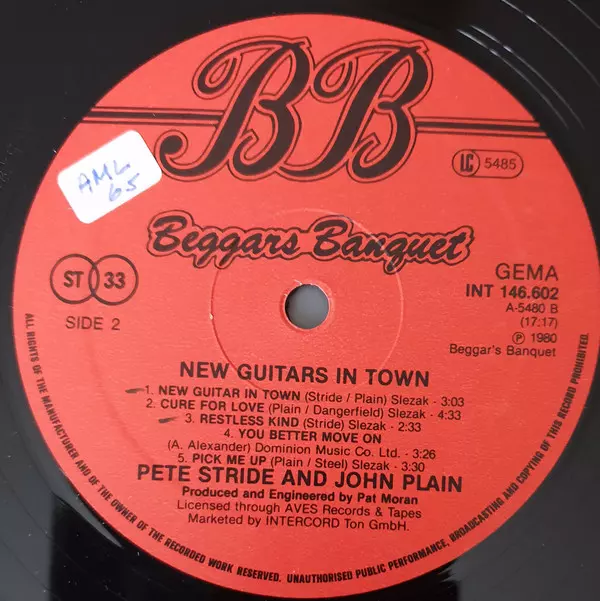 BB
LC 5485
AML
65
Beggars Banquet
ST 33
SIDE 2
GEMA
INT 146.602
A-5480 B
(17:17)
℗ 1980
Beggar's Banquet
NEW GUITARS IN TOWN
1. NEW GUITAR IN TOWN (Stride / Plain) Slezak - 3:03
2. CURE FOR LOVE (Plain / Dangerfield) Slezak - 4:33
3. RESTLESS KIND (Stride) Slezak - 2:33
4. YOU BETTER MOVE ON
(A. Alexander) Dominion Music Co. Ltd. - 3:26
5. PICK ME UP (Plain / Steel) Slezak - 3:30
PETE STRIDE AND JOHN PLAIN
Produced and Engineered by Pat Moran
Licensed through AVES Records & Tapes
Marketed by INTERCORD Ton GmbH.
ALL RIGHTS OF THE MANUFACTURER AND OF THE OWNER OF THE RECORDED WORK RESERVED. UNAUTHORISED PUBLIC PERFORMANCE, BROADCASTING AND COPYING OF THIS RECORD PROHIBITED.